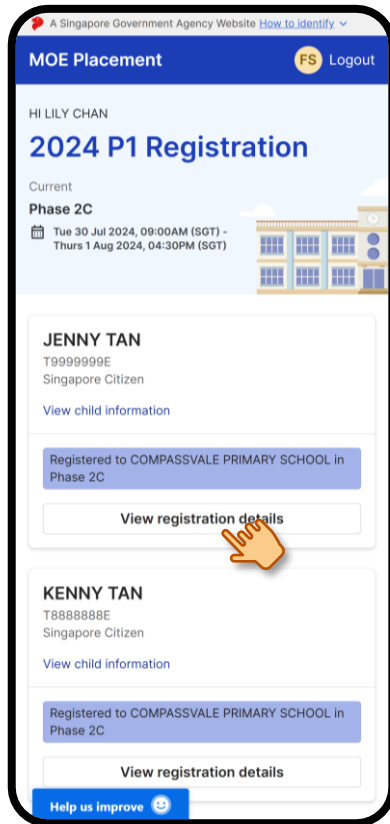 A Singapore Government Agency Website How to identify
MOE Placement
FS Logout
HI LILY CHAN
2024 P1 Registration
Current
Phase 2C
Tue 30 Jul 2024, 09:00AM (SGT) -
Thurs 1 Aug 2024, 04:30PM (SGT)
JENNY TAN
T9999999E
Singapore Citizen
View child information
Registered to COMPASSVALE PRIMARY SCHOOL in
Phase 2C
View registration details
KENNY TAN
T8888888E
Singapore Citizen
View child information
Registered to COMPASSVALE PRIMARY SCHOOL in
Phase 2C
View registration details
Help us improve